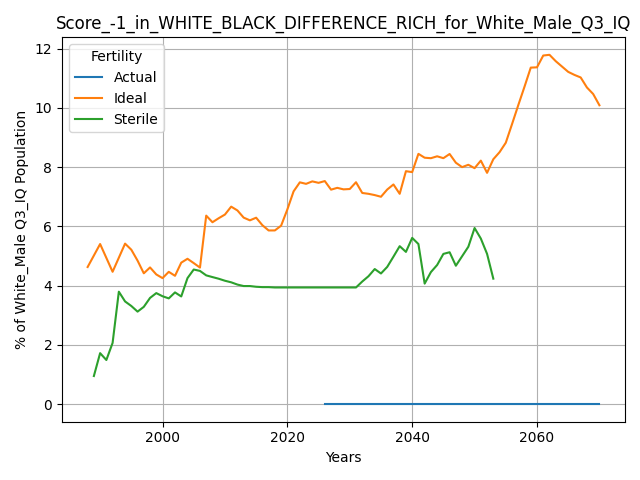 Score_-1_in_WHITE_BLACK_DIFFERENCE_RICH_for_White_Male_Q3_IQ
Fertility
Actual
Ideal
Sterile
% of White_Male Q3_IQ Population
12
10
8
6
4
2
0
2000 2020 2040 2060
Years